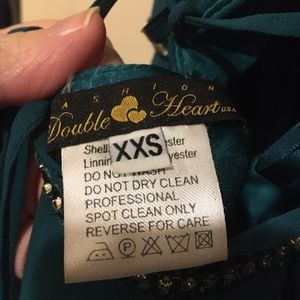 FASHION
Double Heart USA
XXS
Shell ster
Linnin yester
DO NOT WASH
DO NOT DRY CLEAN
PROFESSIONAL
SPOT CLEAN ONLY
REVERSE FOR CARE